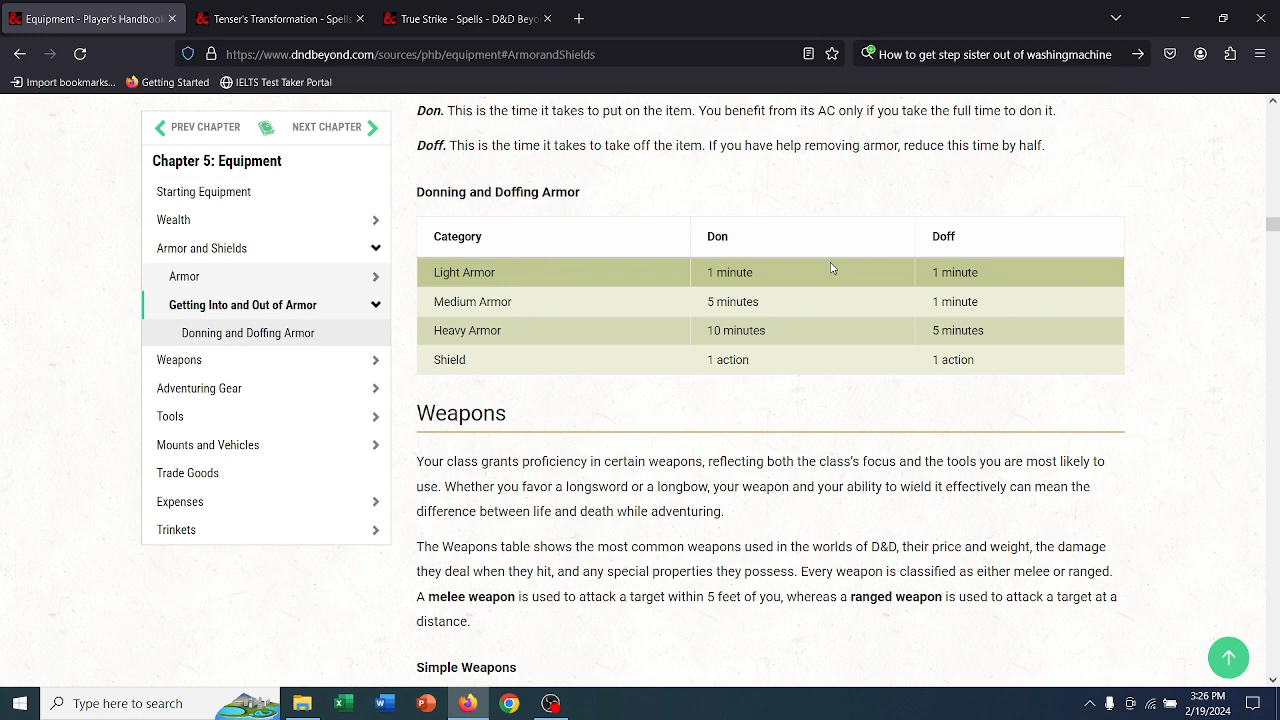 Equipment - Player's Handbook
Tenser's Transformation - Spells
True Strike - Spells - D&D Beyo
https://www.dndbeyond.com/sources/phb/equipment#ArmorandShields
How to get step sister out of washingmachine
Import bookmarks...
Getting Started
IELTS Test Taker Portal
PREV CHAPTER
NEXT CHAPTER
Chapter 5: Equipment
Starting Equipment
Wealth
Armor and Shields
Armor
Getting Into and Out of Armor
Donning and Doffing Armor
Weapons
Adventuring Gear
Tools
Mounts and Vehicles
Trade Goods
Expenses
Trinkets
Don. This is the time it takes to put on the item. You benefit from its AC only if you take the full time to don it.
Doff. This is the time it takes to take off the item. If you have help removing armor, reduce this time by half.
Donning and Doffing Armor
Category Don Doff
Light Armor 1 minute 1 minute
Medium Armor 5 minutes 1 minute
Heavy Armor 10 minutes 5 minutes
Shield 1 action 1 action
Weapons
Your class grants proficiency in certain weapons, reflecting both the class's focus and the tools you are most likely to
use. Whether you favor a longsword or a longbow, your weapon and your ability to wield it effectively can mean the
difference between life and death while adventuring.
The Weapons table shows the most common weapons used in the worlds of D&D, their price and weight, the damage
they deal when they hit, and any special properties they possess. Every weapon is classified as either melee or ranged.
A melee weapon is used to attack a target within 5 feet of you, whereas a ranged weapon is used to attack a target at a
distance.
Simple Weapons
Type here to search
3:26 PM
2/19/2024